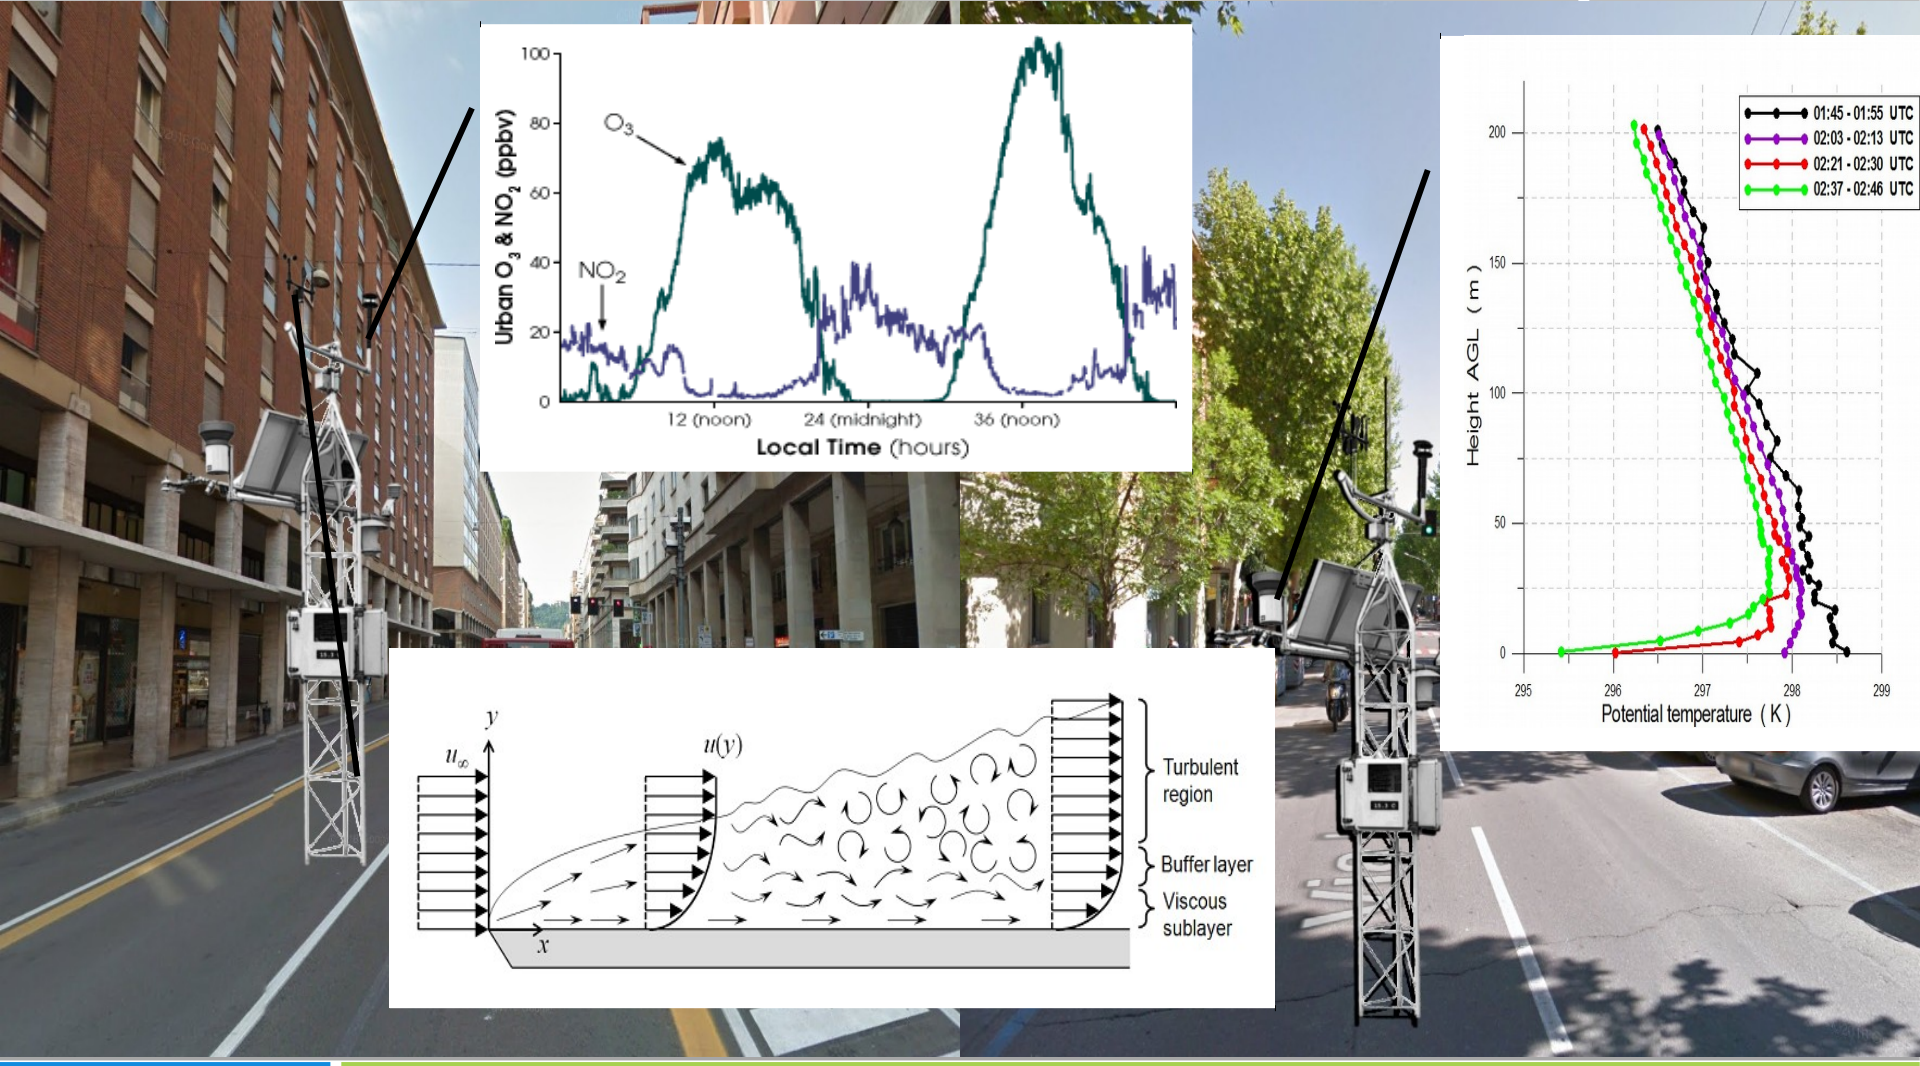 100
80
60
40
20
0
Urban O₃ & NO₂ (ppbv)
O₃
NO₂
12 (noon)
24 (midnight)
36 (noon)
Local Time (hours)
01:45 - 01:55 UTC
02:03 - 02:13 UTC
02:21 - 02:30 UTC
02:37 - 02:46 UTC
200
150
100
50
0
Height AGL ( m )
295
296
297
298
299
Potential temperature ( K )
y
u∞
u(y)
x
Turbulent
region
Buffer layer
Viscous
sublayer